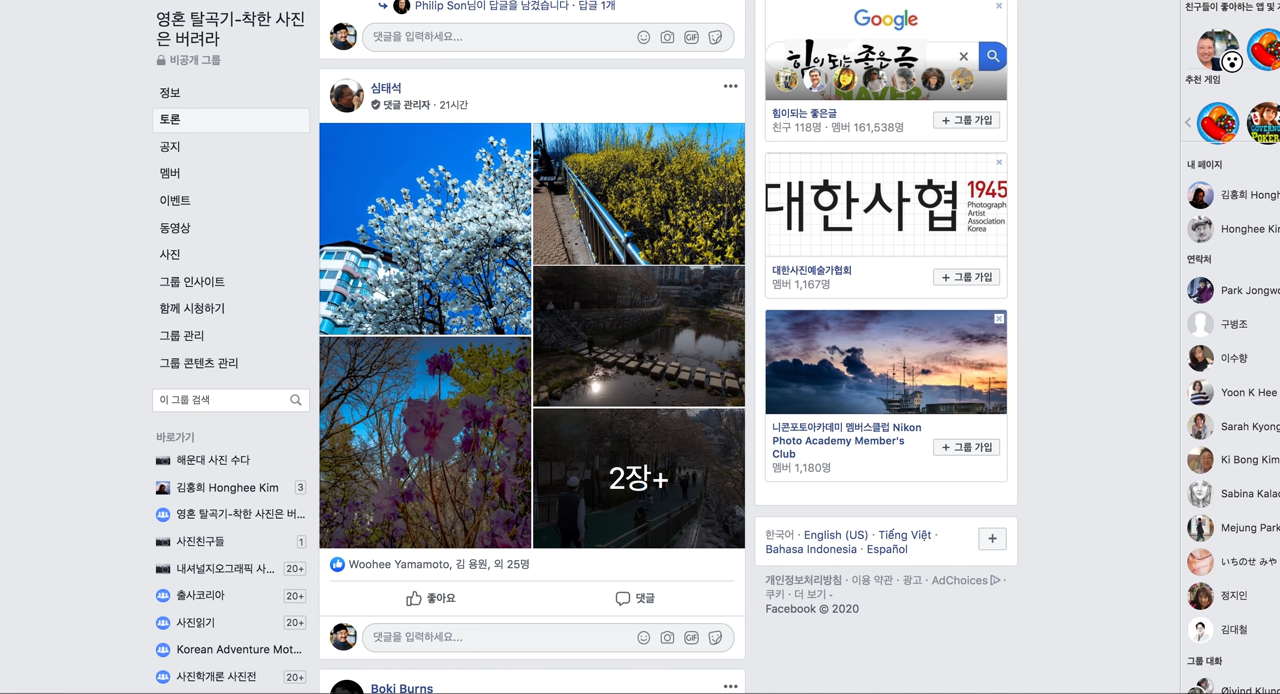 영혼 탈곡기-착한 사진
은 버려라
비공개 그룹
정보
토론
공지
멤버
이벤트
동영상
사진
그룹 인사이트
함께 시청하기
그룹 관리
그룹 콘텐츠 관리
이 그룹 검색
바로가기
해운대 사진 수다
김홍희 Honghee Kim 3
영혼 탈곡기-착한 사진은 버...
사진친구들 1
내셔널지오그래픽 사... 20+
출사코리아 20+
사진읽기 20+
Korean Adventure Mot...
사진학개론 사진전 20+
Philip Son님이 답글을 남겼습니다 · 답글 1개
댓글을 입력하세요...
GIF
심태석
댓글 관리자 · 21시간
2장+
Woohee Yamamoto, 김 용원, 외 25명
좋아요 댓글
댓글을 입력하세요...
GIF
Boki Burns
Google
힘이 되는 좋은 글
NAVER
힘이되는 좋은글
친구 118명 · 멤버 161,538명
+ 그룹 가입
대한사협
1945
Photograph
Artist
Association
Korea
대한사진예술가협회
멤버 1,167명
+ 그룹 가입
니콘포토아카데미 멤버스클럽 Nikon
Photo Academy Member's
Club
멤버 1,180명
+ 그룹 가입
한국어 · English (US) · Tiếng Việt ·
Bahasa Indonesia · Español
개인정보처리방침 · 이용 약관 · 광고 · AdChoices ·
쿠키 · 더 보기
Facebook © 2020
친구들이 좋아하는 앱 및
추천 게임
GOVERNOR
POKER
내 페이지
김홍희 Hongh
Honghee Kin
연락처
Park Jongwo
구병조
이수향
Yoon K Hee
Sarah Kyong
Ki Bong Kim
Sabina Kalac
Mejung Park
いちのせ みや
정지인
김대철
그룹 대화
Øivind Klung